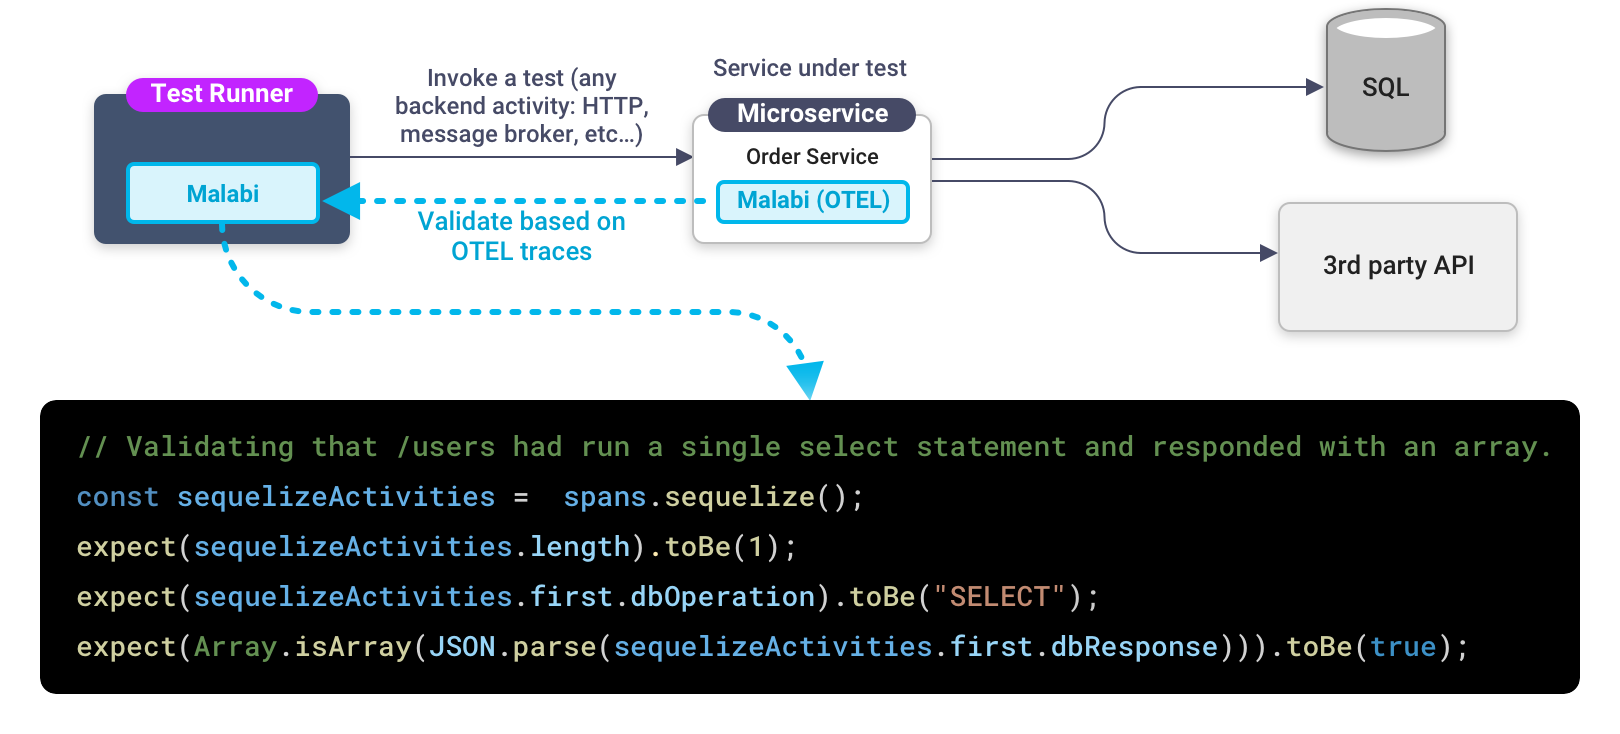 Test Runner
Malabi
Invoke a test (any
backend activity: HTTP,
message broker, etc...)
Validate based on
OTEL traces
Service under test
Microservice
Order Service
Malabi (OTEL)
SQL
3rd party API
// Validating that /users had run a single select statement and responded with an array.
const sequelizeActivities =  spans.sequelize();
expect(sequelizeActivities.length).toBe(1);
expect(sequelizeActivities.first.dbOperation).toBe("SELECT");
expect(Array.isArray(JSON.parse(sequelizeActivities.first.dbResponse))).toBe(true);